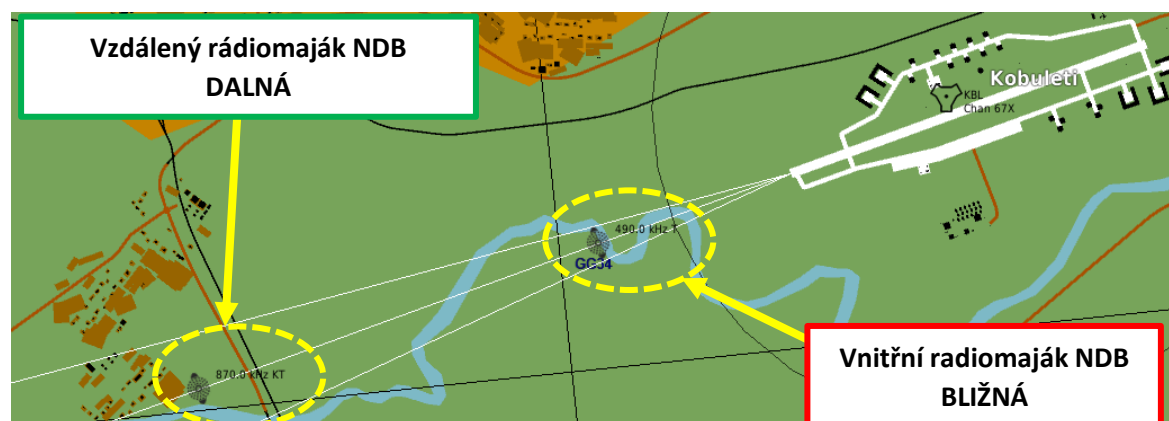 Vzdálený rádiomaják NDB
DALNÁ
Kobuleti
KBL
Chan 67X
490.0 kHz T
GG54
870.0 kHz KT
Vnitřní radiomaják NDB
BLIŽNÁ